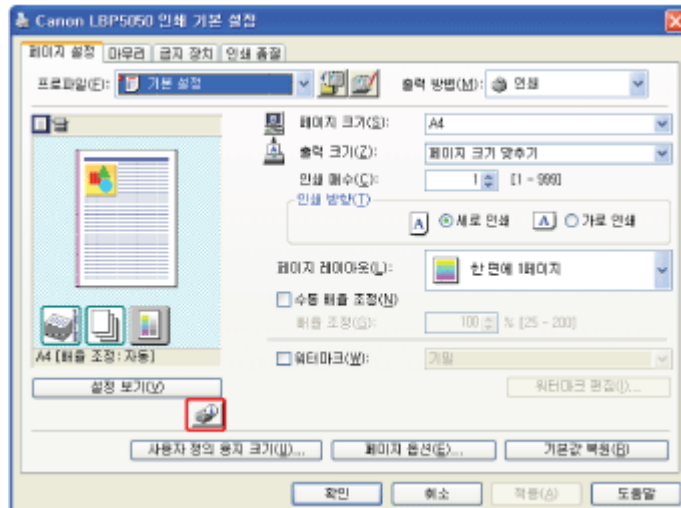 Canon LBP5050 인쇄 기본 설정
페이지 설정 마무리 급지 장치 인쇄 품질
프로파일(F): 기본 설정 출력 방법(M): 인쇄
페이지 크기(S): A4
출력 크기(Z): 페이지 크기 맞추기
인쇄 매수(C): 1 [1 - 999]
인쇄 방향(T)
A 세로 인쇄 A 가로 인쇄
페이지 레이아웃(L): 한 면에 1페이지
수동 배율 조정(N)
배율 조정(G): 100 % [25 - 200]
A4 [배율 조정: 자동]
워터마크(W): 기밀
설정 보기(V) 워터마크 편집(I)...
사용자 정의 용지 크기(U)... 페이지 옵션(E)... 기본값 복원(R)
확인 취소 적용(A) 도움말